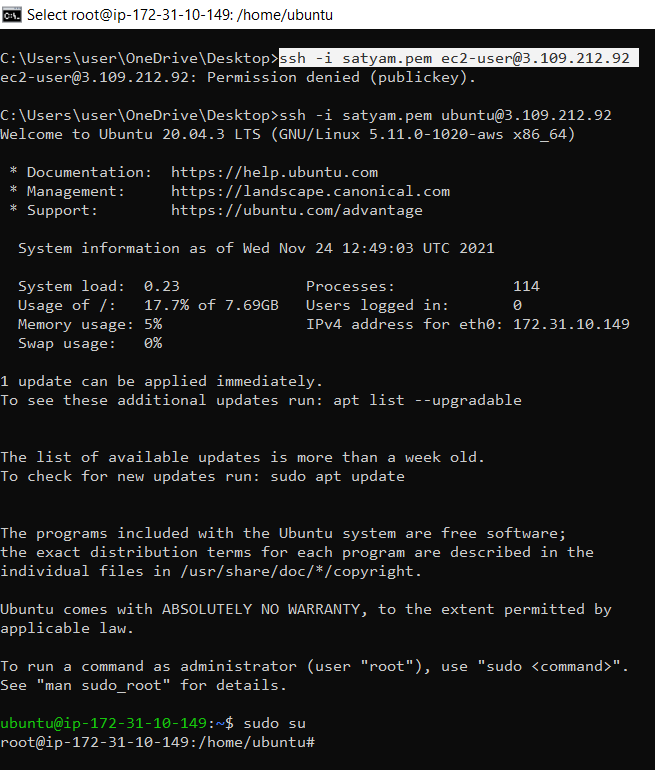 Select root@ip-172-31-10-149: /home/ubuntu
C:\Users\user\OneDrive\Desktop>ssh -i satyam.pem ec2-user@3.109.212.92
ec2-user@3.109.212.92: Permission denied (publickey).
C:\Users\user\OneDrive\Desktop>ssh -i satyam.pem ubuntu@3.109.212.92
Welcome to Ubuntu 20.04.3 LTS (GNU/Linux 5.11.0-1020-aws x86_64)
* Documentation:  https://help.ubuntu.com
* Management:     https://landscape.canonical.com
* Support:        https://ubuntu.com/advantage
System information as of Wed Nov 24 12:49:03 UTC 2021
System load:  0.23               Processes:             114
Usage of /:   17.7% of 7.69GB   Users logged in:       0
Memory usage: 5%                IPv4 address for eth0: 172.31.10.149
Swap usage:   0%
1 update can be applied immediately.
To see these additional updates run: apt list --upgradable
The list of available updates is more than a week old.
To check for new updates run: sudo apt update
The programs included with the Ubuntu system are free software;
the exact distribution terms for each program are described in the
individual files in /usr/share/doc/*/copyright.
Ubuntu comes with ABSOLUTELY NO WARRANTY, to the extent permitted by
applicable law.
To run a command as administrator (user "root"), use "sudo <command>".
See "man sudo_root" for details.
ubuntu@ip-172-31-10-149:~$ sudo su
root@ip-172-31-10-149:/home/ubuntu#